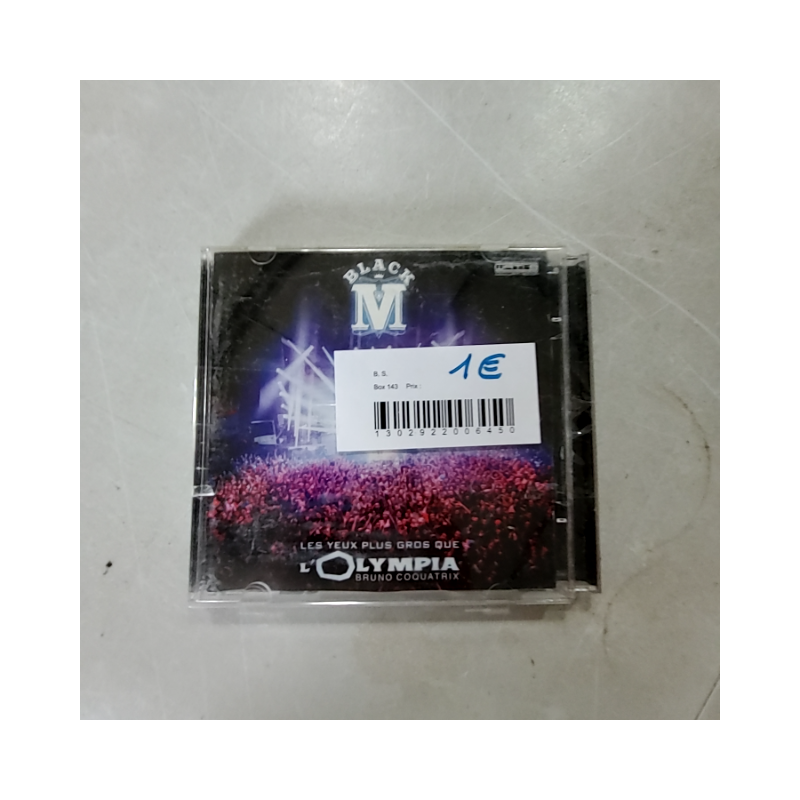 BLACK
M
B. S.
1€
Box 143 Prix :
1302922006450
LES YEUX PLUS GROS QUE
L'OLYMPIA
BRUNO COQUATRIX